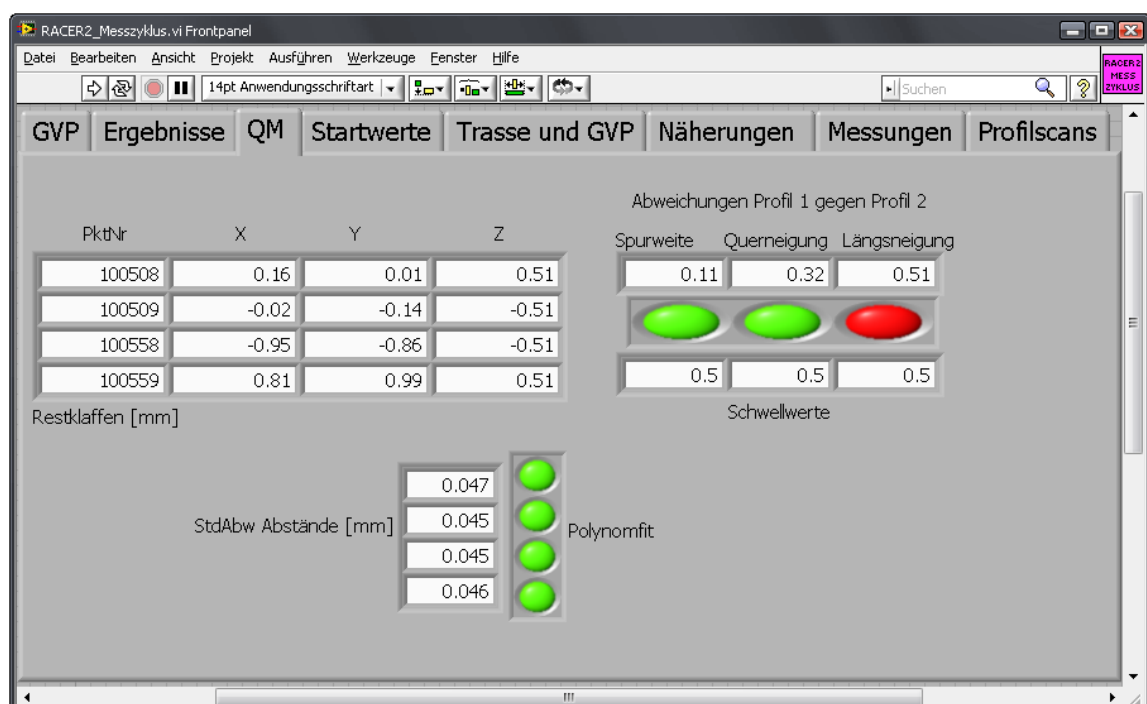 RACER2_Messzyklus.vi Frontpanel
Datei Bearbeiten Ansicht Projekt Ausführen Werkzeuge Fenster Hilfe
14pt Anwendungsschriftart
Suchen
RACER2
MESS
ZYKLUS
GVP Ergebnisse QM Startwerte Trasse und GVP Näherungen Messungen Profilscans
Abweichungen Profil 1 gegen Profil 2
PktNr X Y Z
Spurweite Querneigung Längsneigung
100508 0.16 0.01 0.51
0.11 0.32 0.51
100509 -0.02 -0.14 -0.51
100558 -0.95 -0.86 -0.51
100559 0.81 0.99 0.51
0.5 0.5 0.5
Restklaffen [mm]
Schwellwerte
StdAbw Abstände [mm]
0.047
0.045
0.045
0.046
Polynomfit